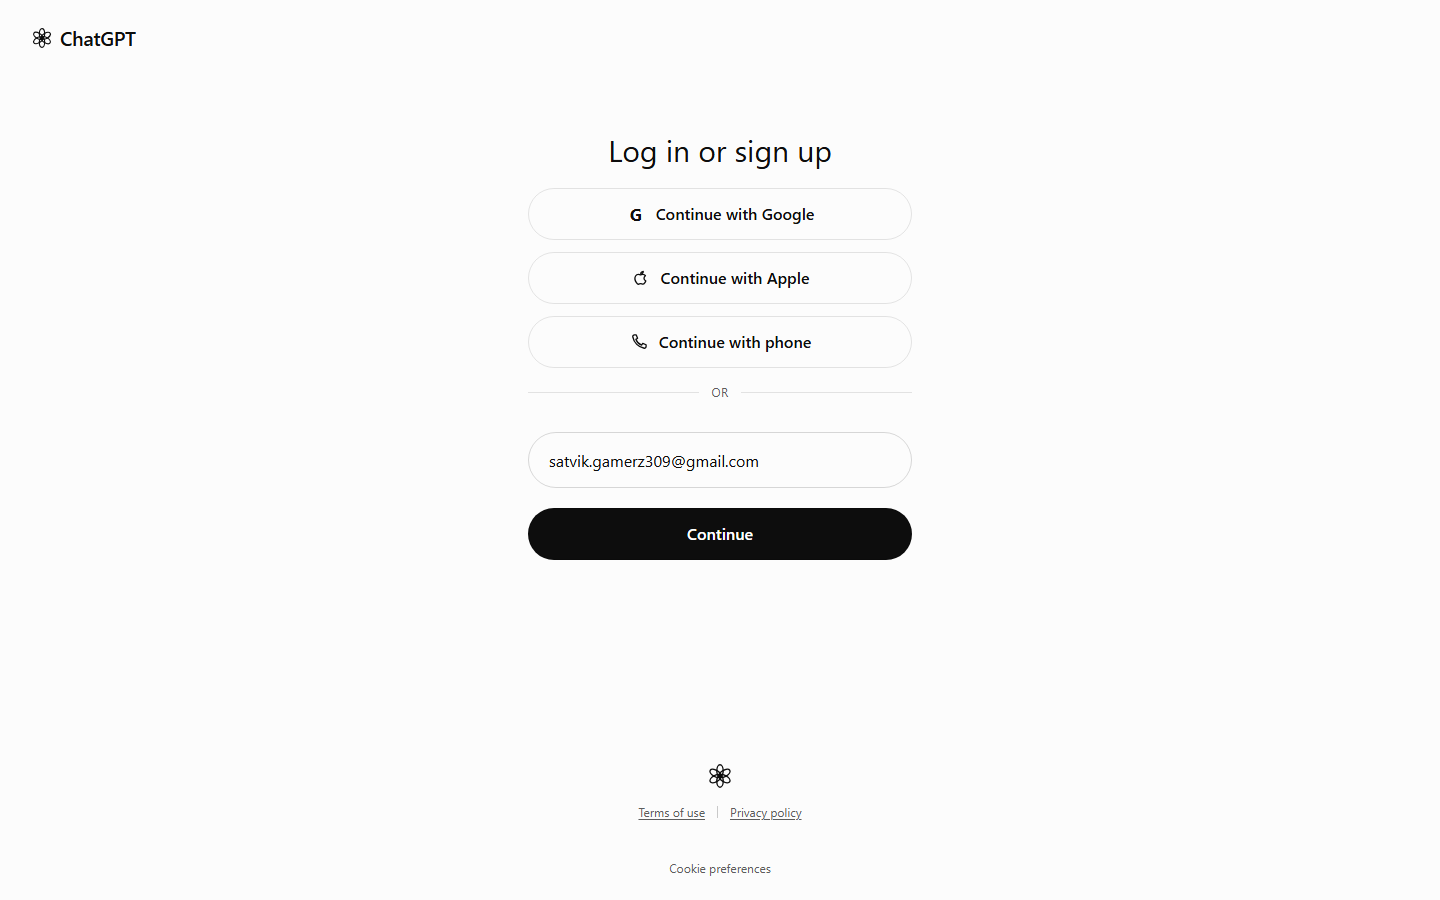 ChatGPT
Log in or sign up
G Continue with Google
Continue with Apple
Continue with phone
OR
satvik.gamerz309@gmail.com
Continue
Terms of use | Privacy policy
Cookie preferences